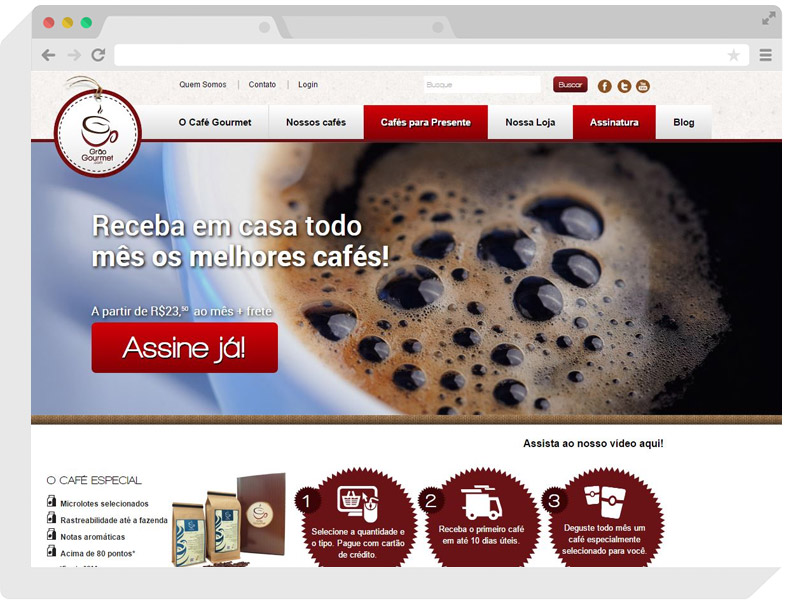 Quem Somos | Contato | Login
Busque
Buscar
Grão
Gourmet
.com
O Café Gourmet
Nossos cafés
Cafés para Presente
Nossa Loja
Assinatura
Blog
Receba em casa todo
mês os melhores cafés!
A partir de R$23,50 ao mês + frete
Assine já!
Assista ao nosso vídeo aqui!
O CAFÉ ESPECIAL
Microlotes selecionados
Rastreabilidade até a fazenda
Notas aromáticas
Acima de 80 pontos*
1
Selecione a quantidade e
o tipo. Pague com cartão
de crédito.
2
Receba o primeiro café
em até 10 dias úteis.
3
Deguste todo mês um
café especialmente
selecionado para você.